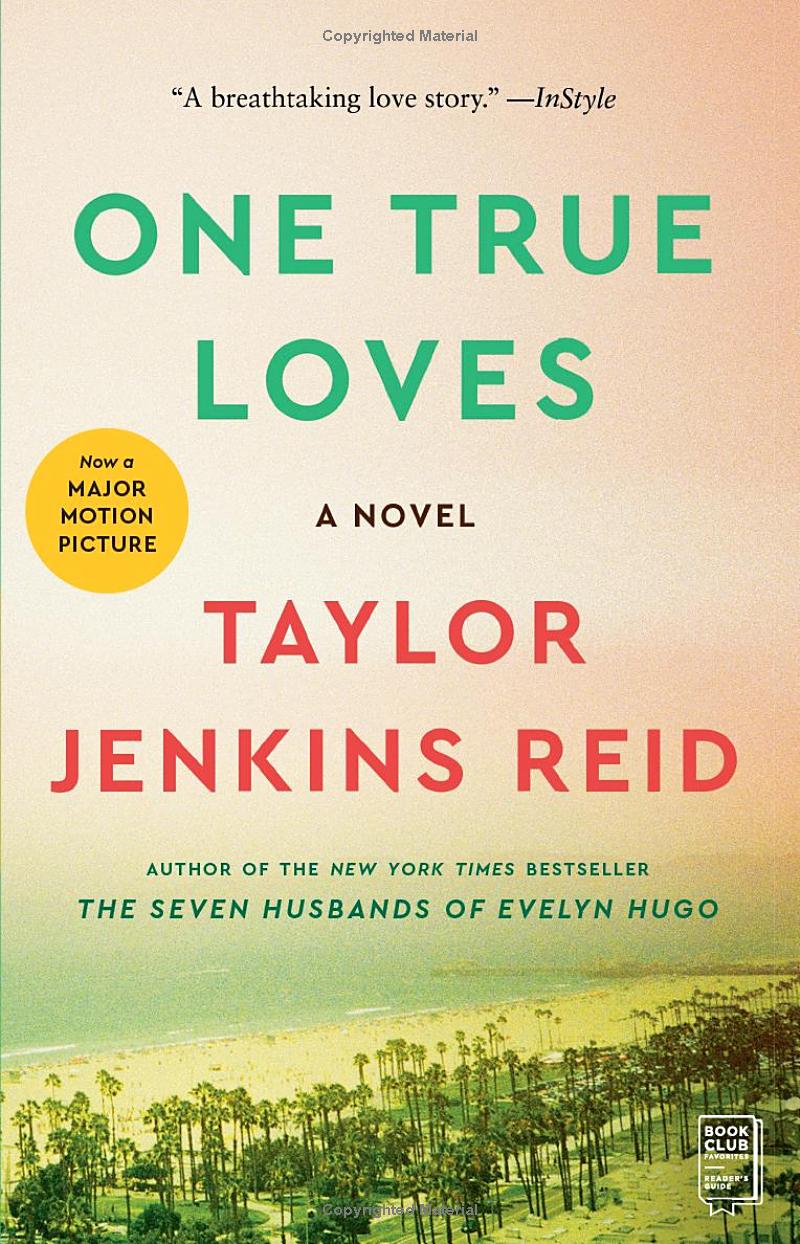 Copyrighted Material
“A breathtaking love story.” —InStyle
ONE TRUE
LOVES
Now a
MAJOR
MOTION
PICTURE
A NOVEL
TAYLOR
JENKINS REID
AUTHOR OF THE NEW YORK TIMES BESTSELLER
THE SEVEN HUSBANDS OF EVELYN HUGO
BOOK
CLUB
FAVORITES
READER'S
GUIDE
Copyrighted Material